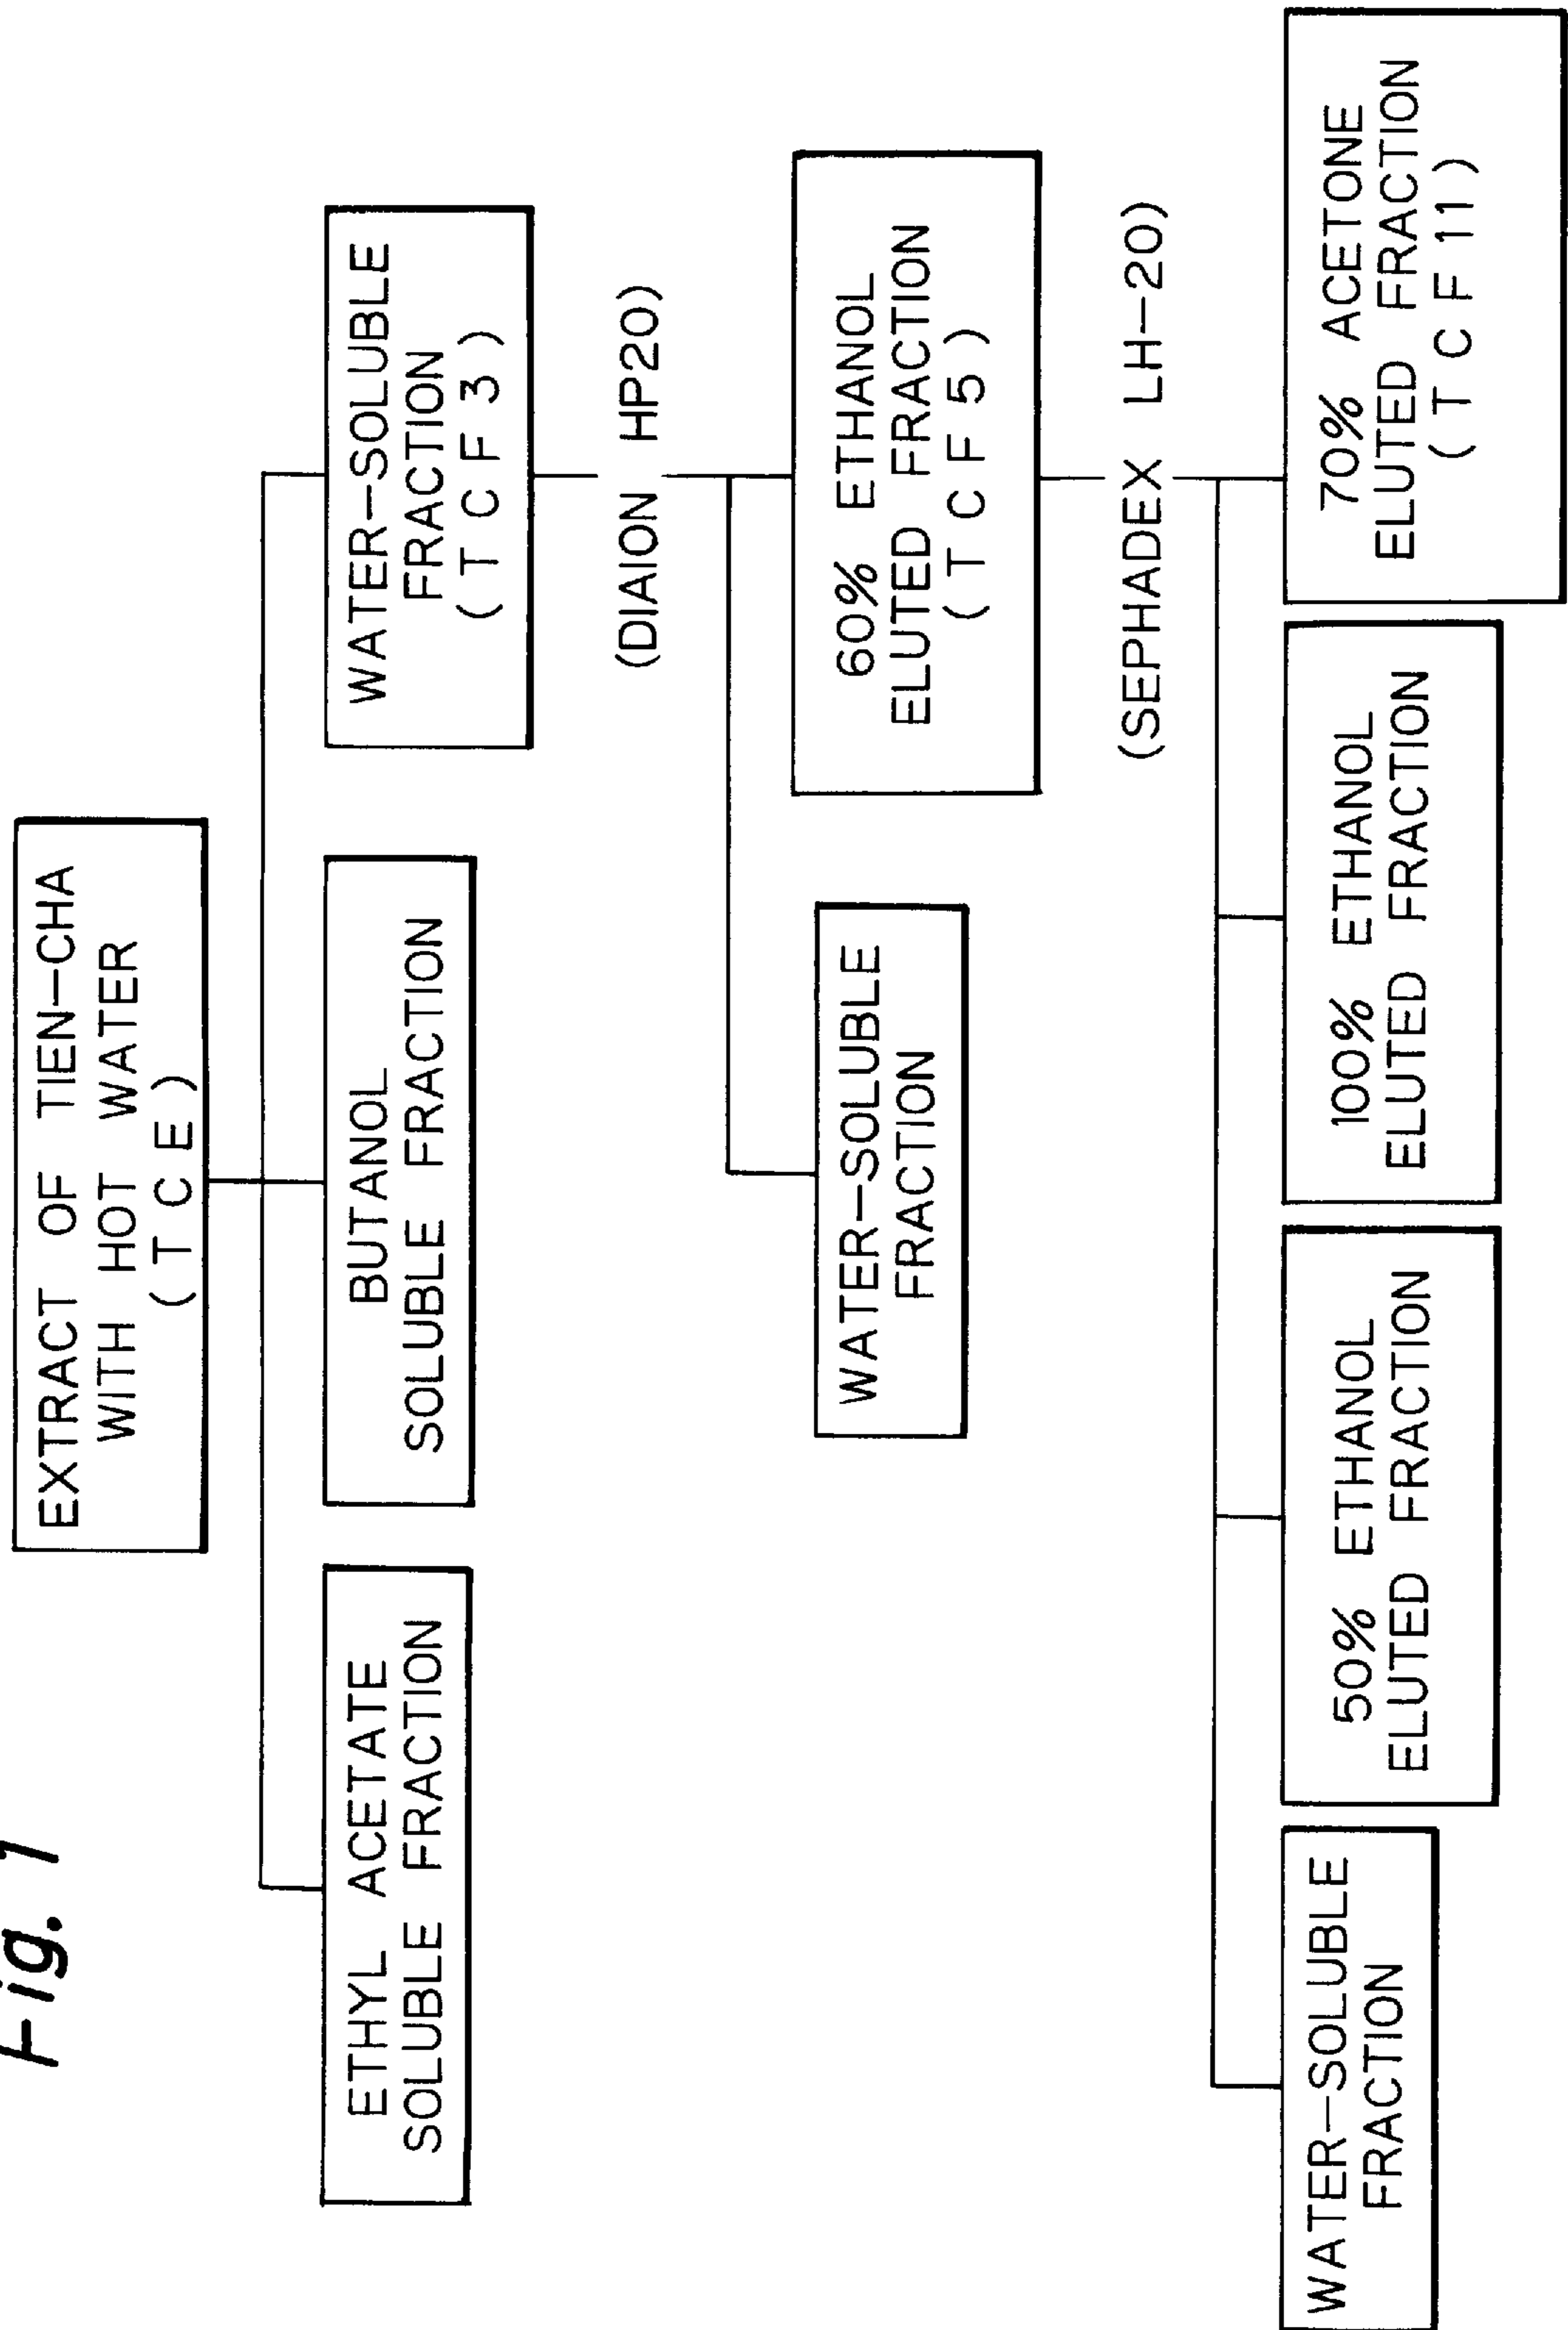 Fig. 1
EXTRACT OF TIEN-CHA
WITH HOT WATER
(TCE)
ETHYL ACETATE
SOLUBLE FRACTION
BUTANOL
SOLUBLE FRACTION
WATER-SOLUBLE
FRACTION
(TCF3)
(DIAION HP20)
WATER-SOLUBLE
FRACTION
60% ETHANOL
ELUTED FRACTION
(TCF5)
(SEPHADEX LH-20)
WATER-SOLUBLE
FRACTION
50% ETHANOL
ELUTED FRACTION
100% ETHANOL
ELUTED FRACTION
70% ACETONE
ELUTED FRACTION
(TCF11)